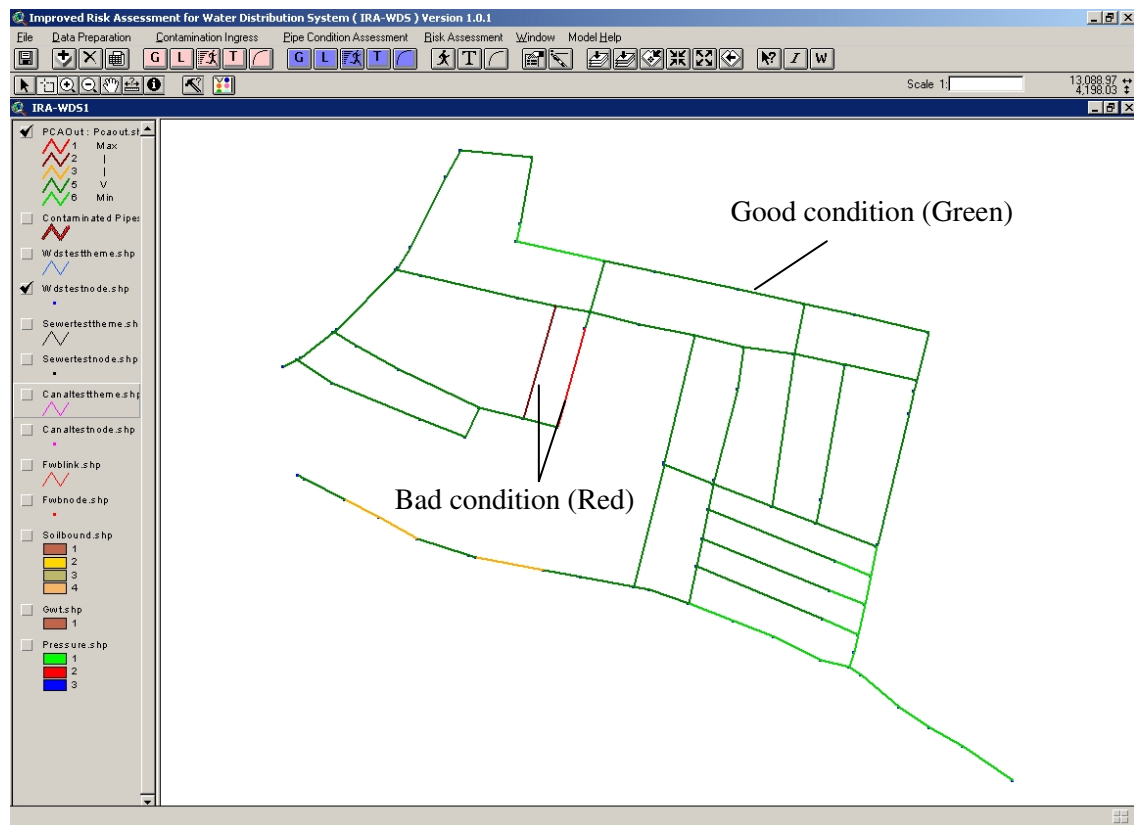 Improved Risk Assessment for Water Distribution System ( IRA-WDS ) Version 1.0.1
File Data Preparation Contamination Ingress Pipe Condition Assessment Risk Assessment Window Model Help
G L T G L T T ? I W
Scale 1: 13,088.97
4,198.03
IRA-WDS1
PCAOut : Pcaout.sh
1 Max
2 |
3 |
5 V
6 Min
Contaminated Pipes
Wdstesttheme.shp
Wdstestnode.shp
Sewertesttheme.sh
Sewertestnode.shp
Canaltesttheme.shp
Canaltestnode.shp
Fwblink.shp
Fwbnode.shp
Soilbound.shp
1
2
3
4
Gwt.shp
1
Pressure.shp
1
2
3
Good condition (Green)
Bad condition (Red)